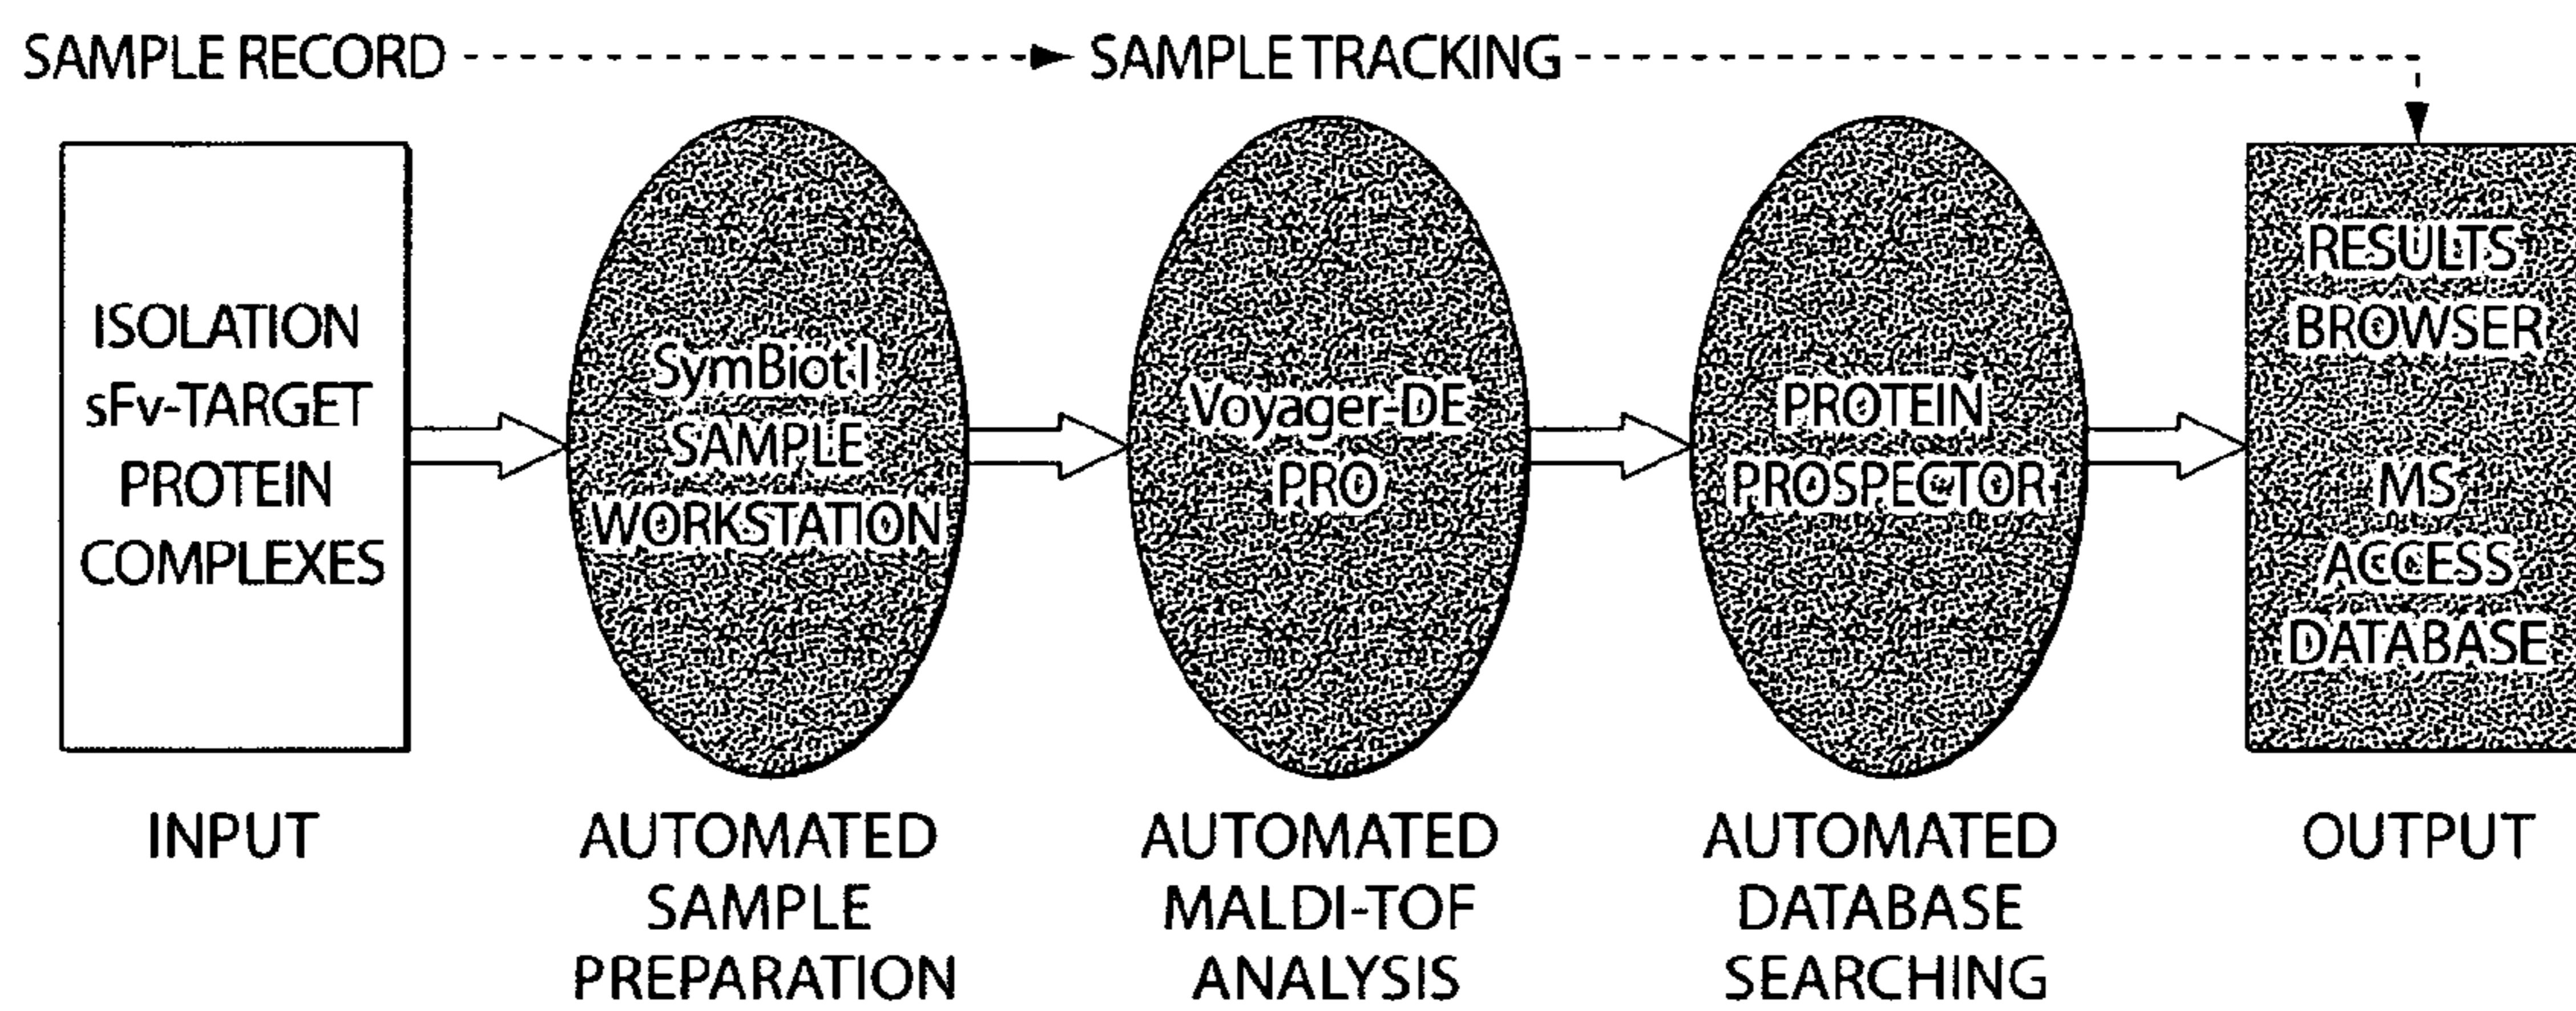 SAMPLE RECORD
SAMPLE TRACKING
ISOLATION
sFv-TARGET
PROTEIN
COMPLEXES
SymBiot I
SAMPLE
WORKSTATION
Voyager-DE
PRO
PROTEIN
PROSPECTOR
RESULTS
BROWSER
MS
ACCESS
DATABASE
INPUT
AUTOMATED
SAMPLE
PREPARATION
AUTOMATED
MALDI-TOF
ANALYSIS
AUTOMATED
DATABASE
SEARCHING
OUTPUT